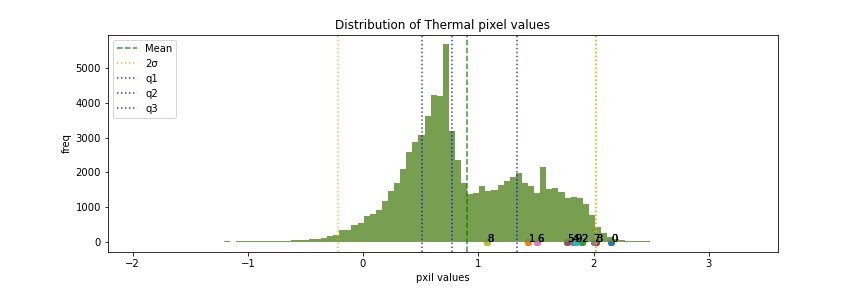 Distribution of Thermal pixel values
Mean
2σ
q1
q2
q3
freq
5000
4000
3000
2000
1000
0
8 1 6 0
−2 −1 0 1 2 3
pxil values